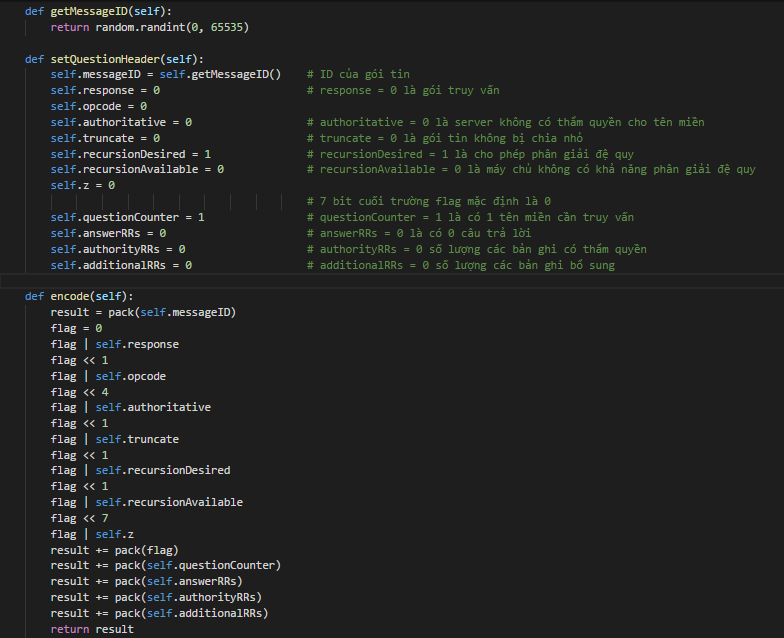 def getMessageID(self):
return random.randint(0, 65535)
def setQuestionHeader(self):
self.messageID = self.getMessageID() # ID của gói tin
self.response = 0 # response = 0 là gói truy vấn
self.opcode = 0
self.authoritative = 0 # authoritative = 0 là server không có thẩm quyền cho tên miền
self.truncate = 0 # truncate = 0 là gói tin không bị chia nhỏ
self.recursionDesired = 1 # recursionDesired = 1 là cho phép phân giải đệ quy
self.recursionAvailable = 0 # recursionAvailable = 0 là máy chủ không có khả năng phân giải đệ quy
self.z = 0
# 7 bit cuối trường flag mặc định là 0
self.questionCounter = 1 # questionCounter = 1 là có 1 tên miền cần truy vấn
self.answerRRs = 0 # answerRRs = 0 là có 0 câu trả lời
self.authorityRRs = 0 # authorityRRs = 0 số lượng các bản ghi có thẩm quyền
self.additionalRRs = 0 # additionalRRs = 0 số lượng các bản ghi bổ sung
def encode(self):
result = pack(self.messageID)
flag = 0
flag | self.response
flag << 1
flag | self.opcode
flag << 4
flag | self.authoritative
flag << 1
flag | self.truncate
flag << 1
flag | self.recursionDesired
flag << 1
flag | self.recursionAvailable
flag << 7
flag | self.z
result += pack(flag)
result += pack(self.questionCounter)
result += pack(self.answerRRs)
result += pack(self.authorityRRs)
result += pack(self.additionalRRs)
return result